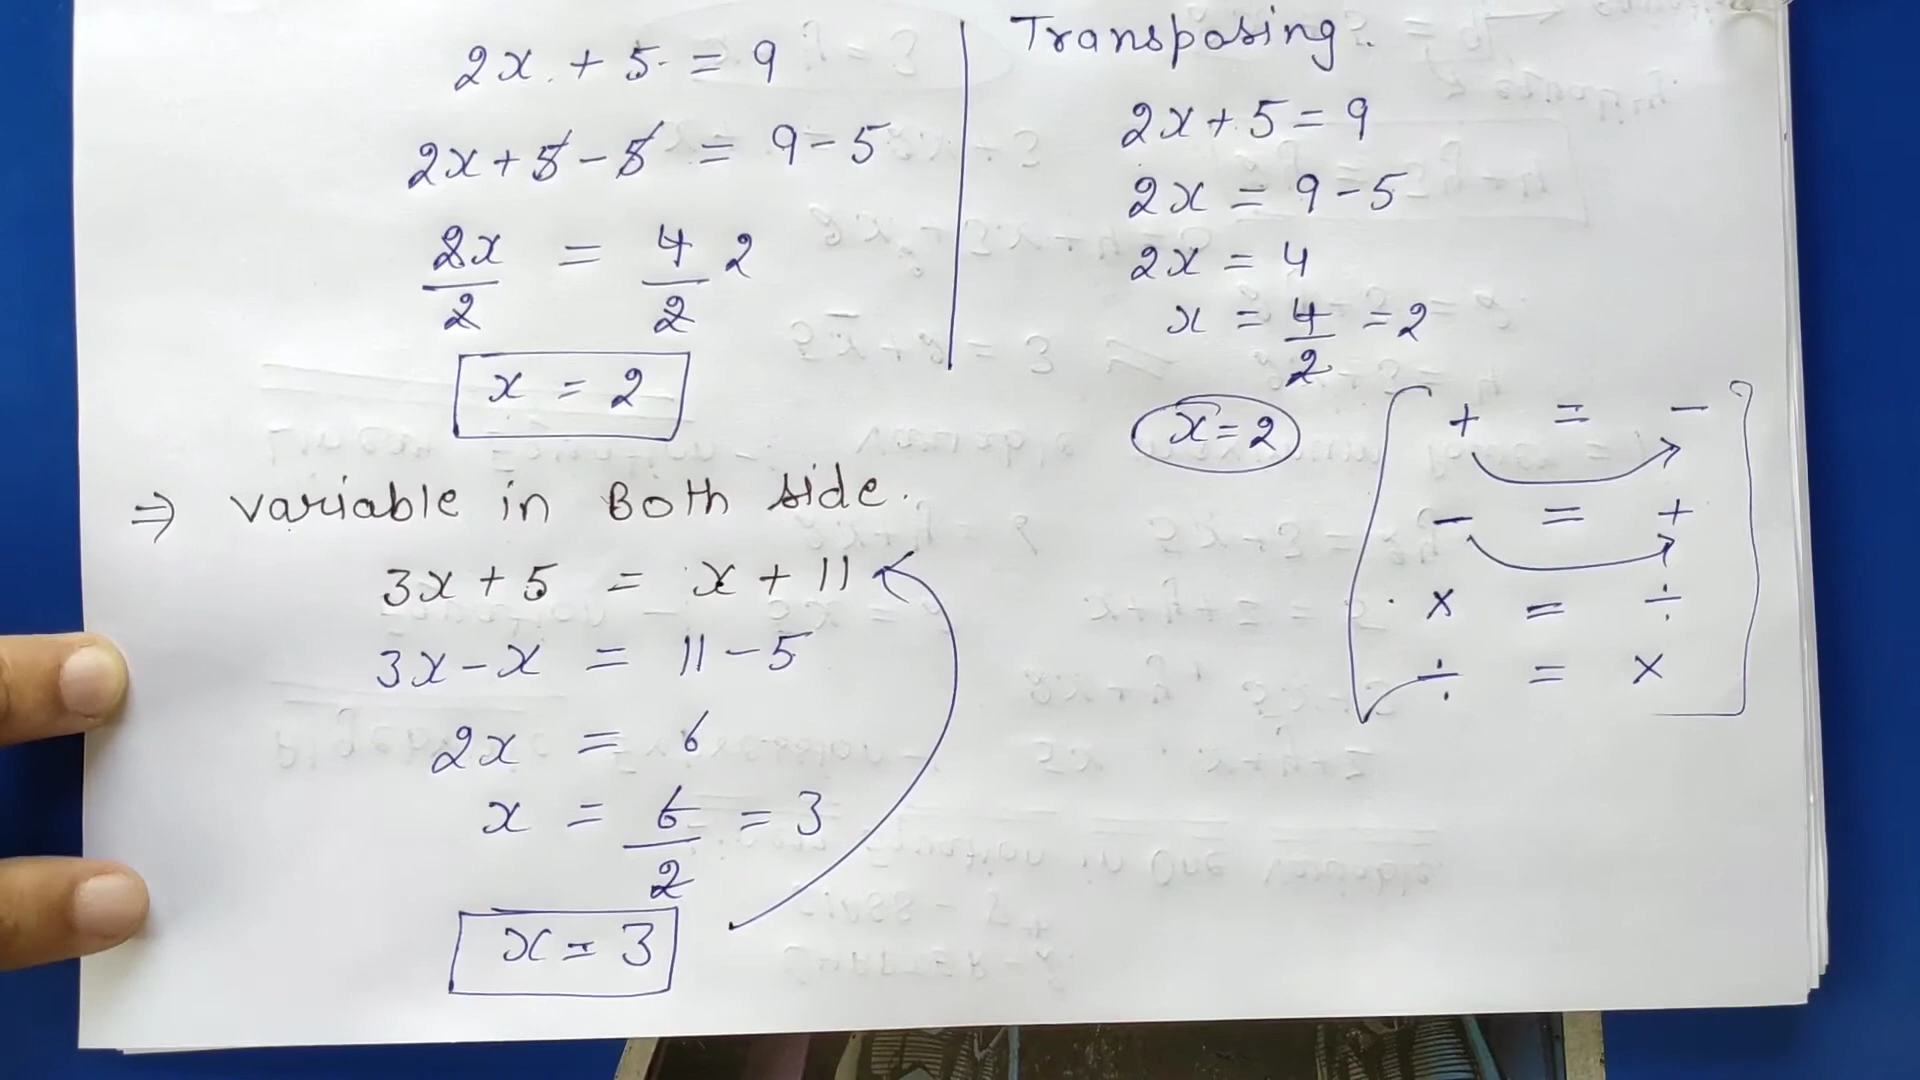 2x + 5 = 9
2x + 5 - 5 = 9 - 5
2x/2 = 4/2 2
x = 2
Transposing.
2x + 5 = 9
2x = 9 - 5
2x = 4
x = 4/2 = 2
x = 2
+ = -
- = +
× = ÷
÷ = ×
⇒ variable in Both side.
3x + 5 = x + 11
3x - x = 11 - 5
2x = 6
x = 6/2 = 3
x = 3